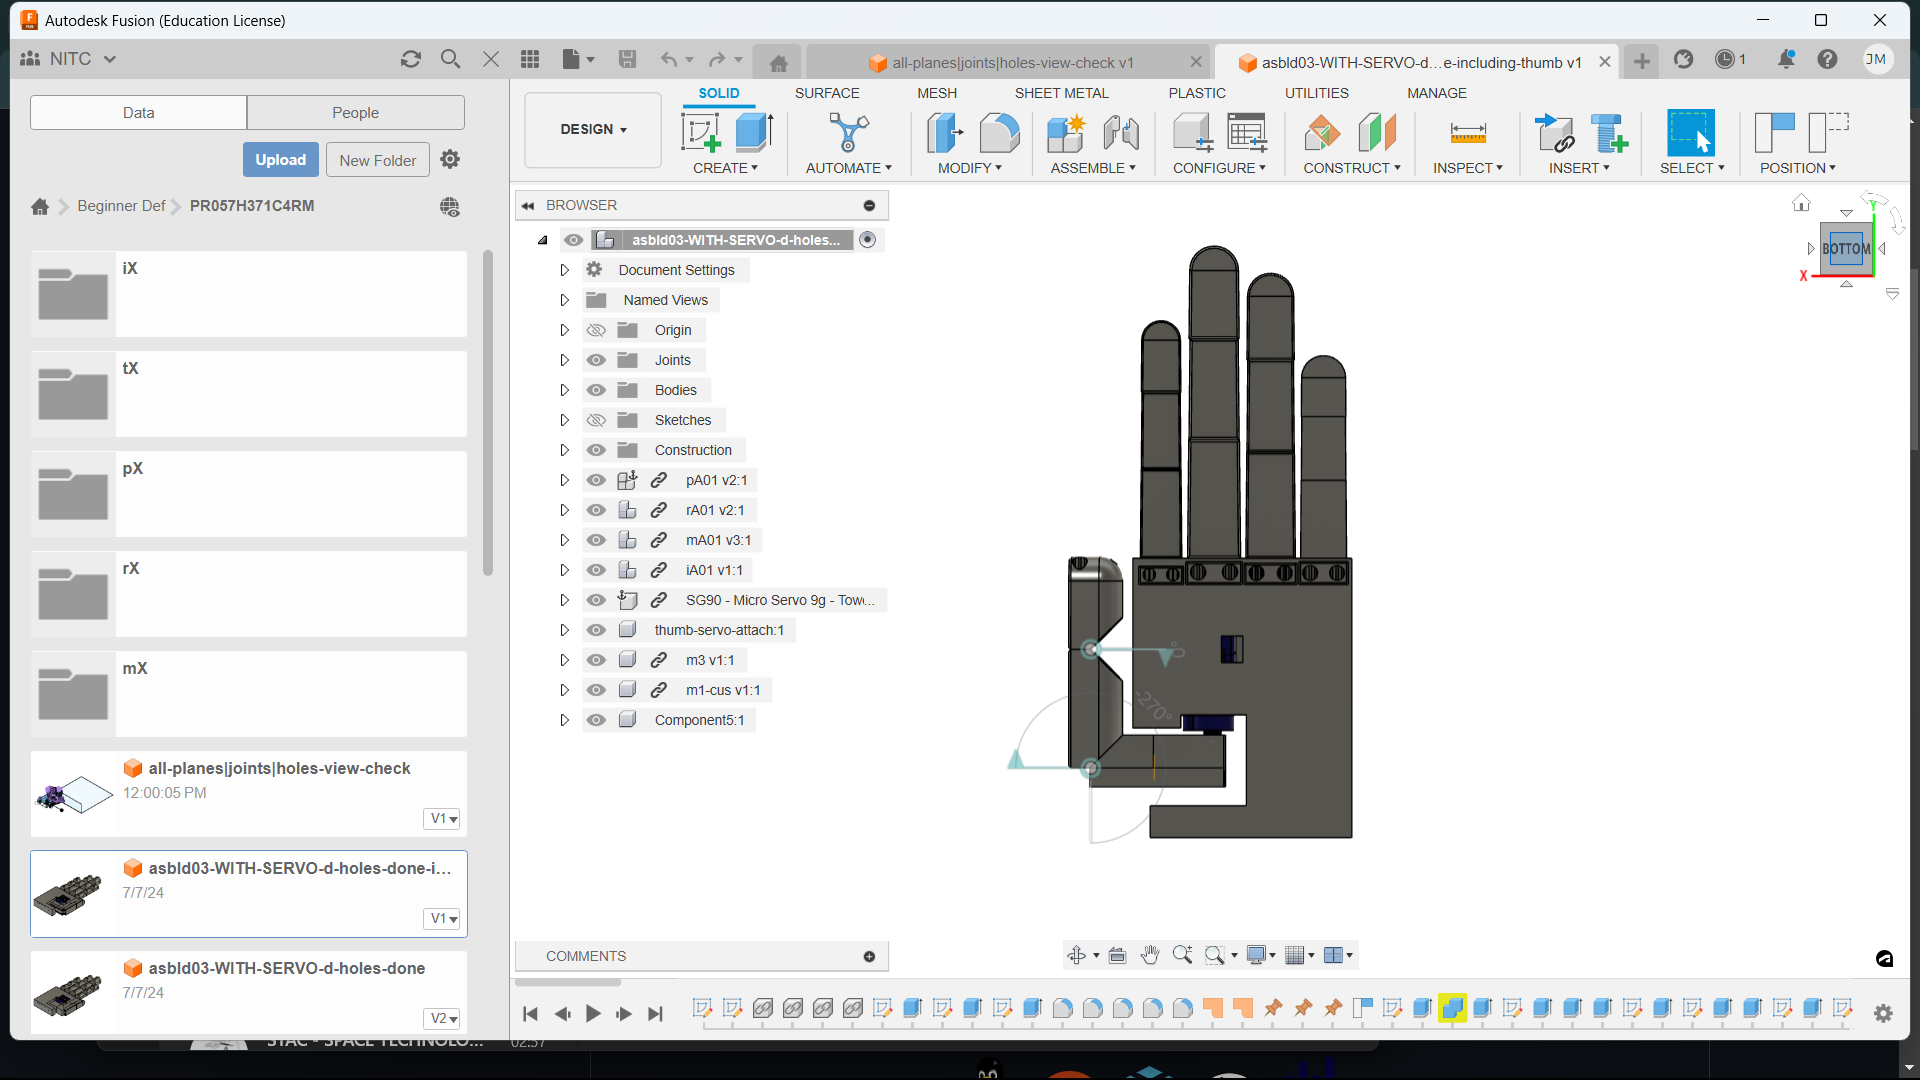 Autodesk Fusion (Education License)
NITC
all-planes|joints|holes-view-check v1
asbld03-WITH-SERVO-d...e-including-thumb v1
1
JM
Data
People
Upload
New Folder
Beginner Def
PR057H371C4RM
iX
tX
pX
rX
mX
all-planes|joints|holes-view-check
12:00:05 PM
V1
asbld03-WITH-SERVO-d-holes-done-i...
7/7/24
V1
asbld03-WITH-SERVO-d-holes-done
7/7/24
V2
DESIGN
SOLID
SURFACE
MESH
SHEET METAL
PLASTIC
UTILITIES
MANAGE
CREATE
AUTOMATE
MODIFY
ASSEMBLE
CONFIGURE
CONSTRUCT
INSPECT
INSERT
SELECT
POSITION
BROWSER
asbld03-WITH-SERVO-d-holes...
Document Settings
Named Views
Origin
Joints
Bodies
Sketches
Construction
pA01 v2:1
rA01 v2:1
mA01 v3:1
iA01 v1:1
SG90 - Micro Servo 9g - Tow...
thumb-servo-attach:1
m3 v1:1
m1-cus v1:1
Component5:1
COMMENTS
BOTTOM
X
Y
0°
-270°
STAC - SPACE TECHNOLO...
02:57